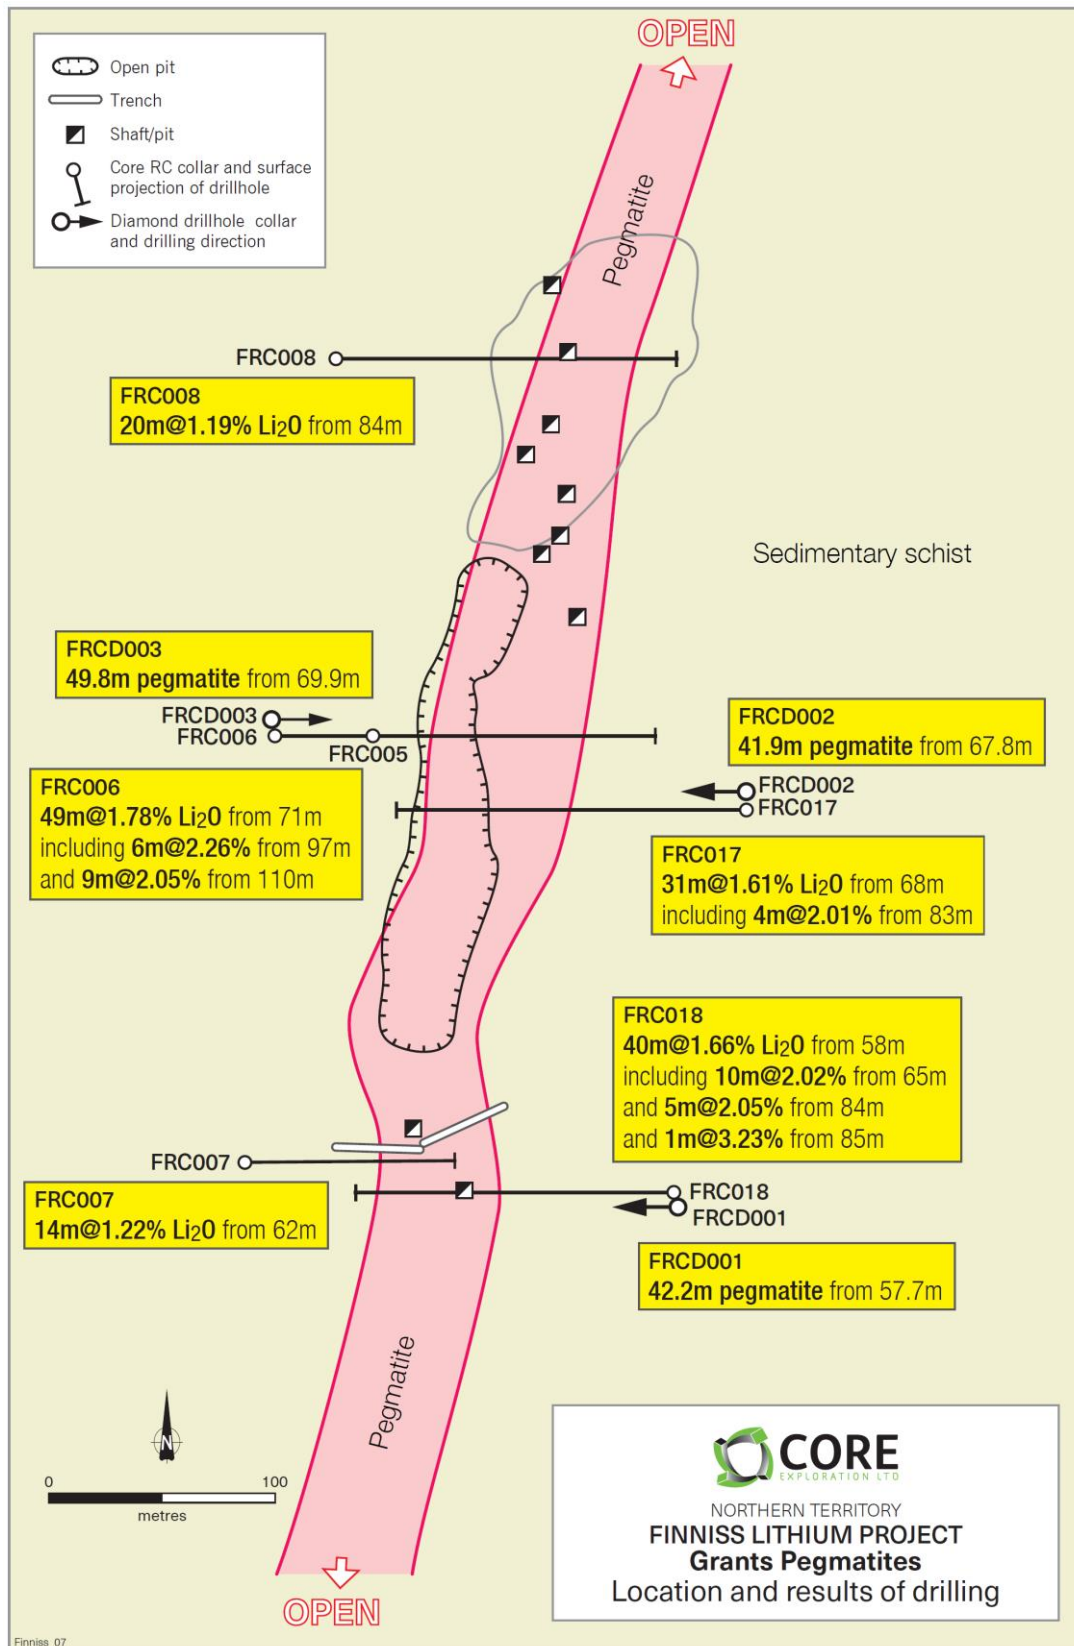 OPEN
Open pit
Trench
Shaft/pit
Core RC collar and surface
projection of drillhole
Diamond drillhole collar
and drilling direction
Pegmatite
FRC008
FRC008
20m@1.19% Li2O from 84m
Sedimentary schist
FRCD003
49.8m pegmatite from 69.9m
FRCD003
FRC006
FRC005
FRCD002
41.9m pegmatite from 67.8m
FRCD002
FRC017
FRC006
49m@1.78% Li2O from 71m
including 6m@2.26% from 97m
and 9m@2.05% from 110m
FRC017
31m@1.61% Li2O from 68m
including 4m@2.01% from 83m
FRC018
40m@1.66% Li2O from 58m
including 10m@2.02% from 65m
and 5m@2.05% from 84m
and 1m@3.23% from 85m
FRC007
FRC007
14m@1.22% Li2O from 62m
FRC018
FRCD001
FRCD001
42.2m pegmatite from 57.7m
Pegmatite
N
0 100
metres
OPEN
CORE
EXPLORATION LTD
NORTHERN TERRITORY
FINNISS LITHIUM PROJECT
Grants Pegmatites
Location and results of drilling
Finniss_07